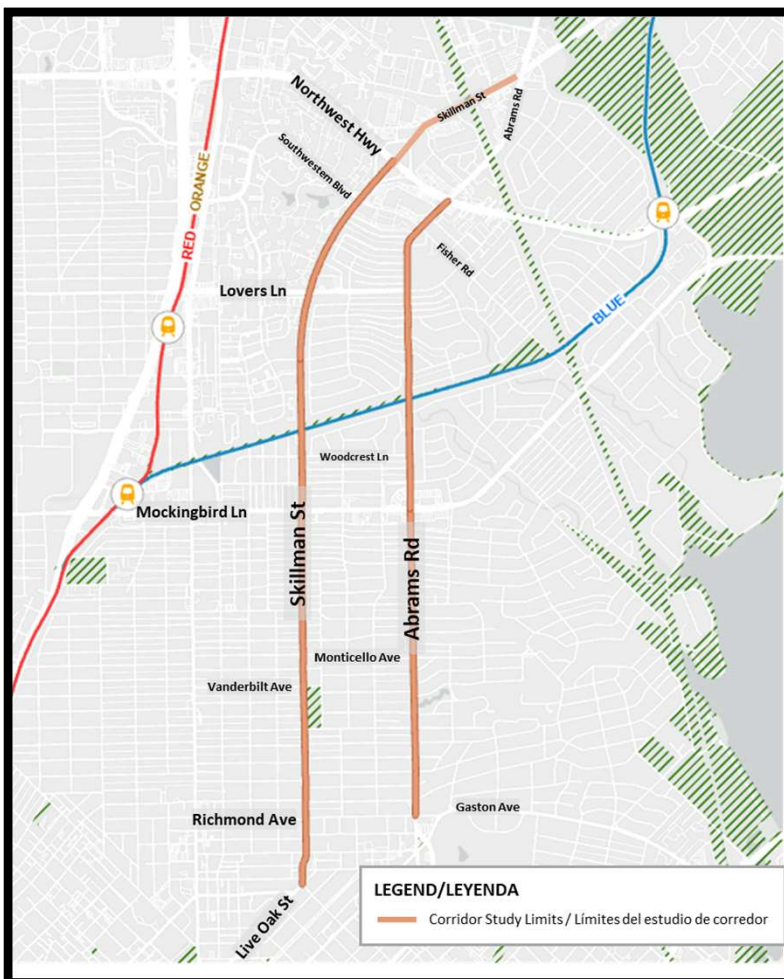 Northwest Hwy
Skillman St
Abrams Rd
Southwestern Blvd
RED
ORANGE
Fisher Rd
Lovers Ln
BLUE
Woodcrest Ln
Mockingbird Ln
Skillman St
Abrams Rd
Monticello Ave
Vanderbilt Ave
Richmond Ave
Gaston Ave
Live Oak St
LEGEND/LEYENDA
Corridor Study Limits / Límites del estudio de corredor